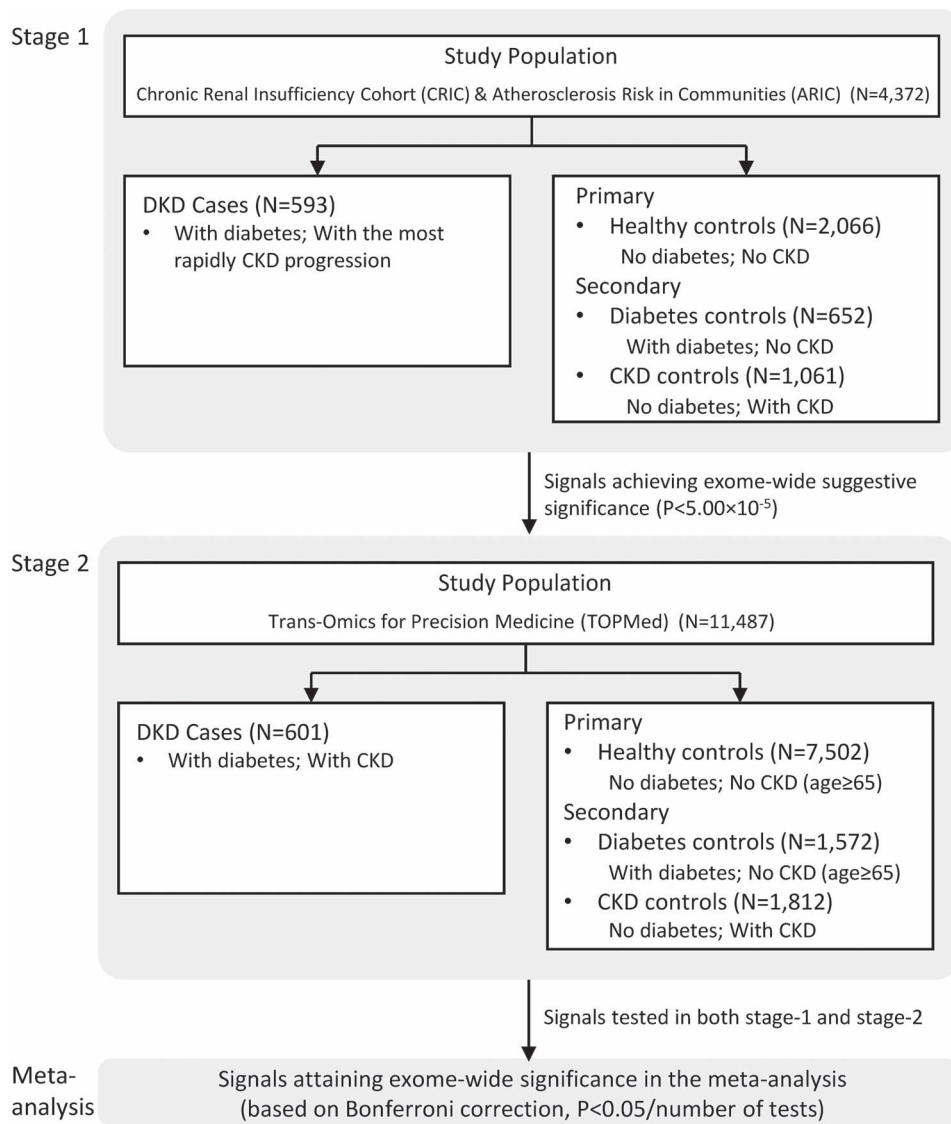 Stage 1
Study Population
Chronic Renal Insufficiency Cohort (CRIC) & Atherosclerosis Risk in Communities (ARIC) (N=4,372)
DKD Cases (N=593)
• With diabetes; With the most
rapidly CKD progression
Primary
• Healthy controls (N=2,066)
No diabetes; No CKD
Secondary
• Diabetes controls (N=652)
With diabetes; No CKD
• CKD controls (N=1,061)
No diabetes; With CKD
Signals achieving exome-wide suggestive
significance (P<5.00×10⁻⁵)
Stage 2
Study Population
Trans-Omics for Precision Medicine (TOPMed) (N=11,487)
DKD Cases (N=601)
• With diabetes; With CKD
Primary
• Healthy controls (N=7,502)
No diabetes; No CKD (age≥65)
Secondary
• Diabetes controls (N=1,572)
With diabetes; No CKD (age≥65)
• CKD controls (N=1,812)
No diabetes; With CKD
Signals tested in both stage-1 and stage-2
Meta-
analysis
Signals attaining exome-wide significance in the meta-analysis
(based on Bonferroni correction, P<0.05/number of tests)